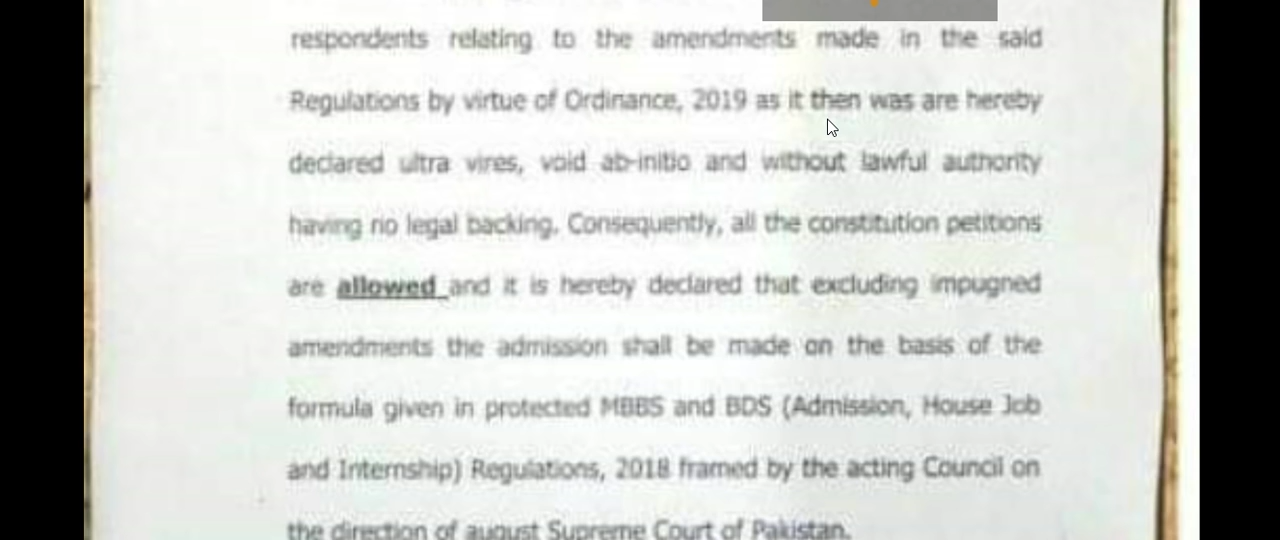 respondents relating to the amendments made in the said
Regulations by virtue of Ordinance, 2019 as it then was are hereby
declared ultra vires, void ab-initio and without lawful authority
having no legal backing. Consequently, all the constitution petitions
are allowed and it is hereby declared that excluding impugned
amendments the admission shall be made on the basis of the
formula given in protected MBBS and BDS (Admission, House Job
and Internship) Regulations, 2018 framed by the acting Council on
the direction of august Supreme Court of Pakistan.